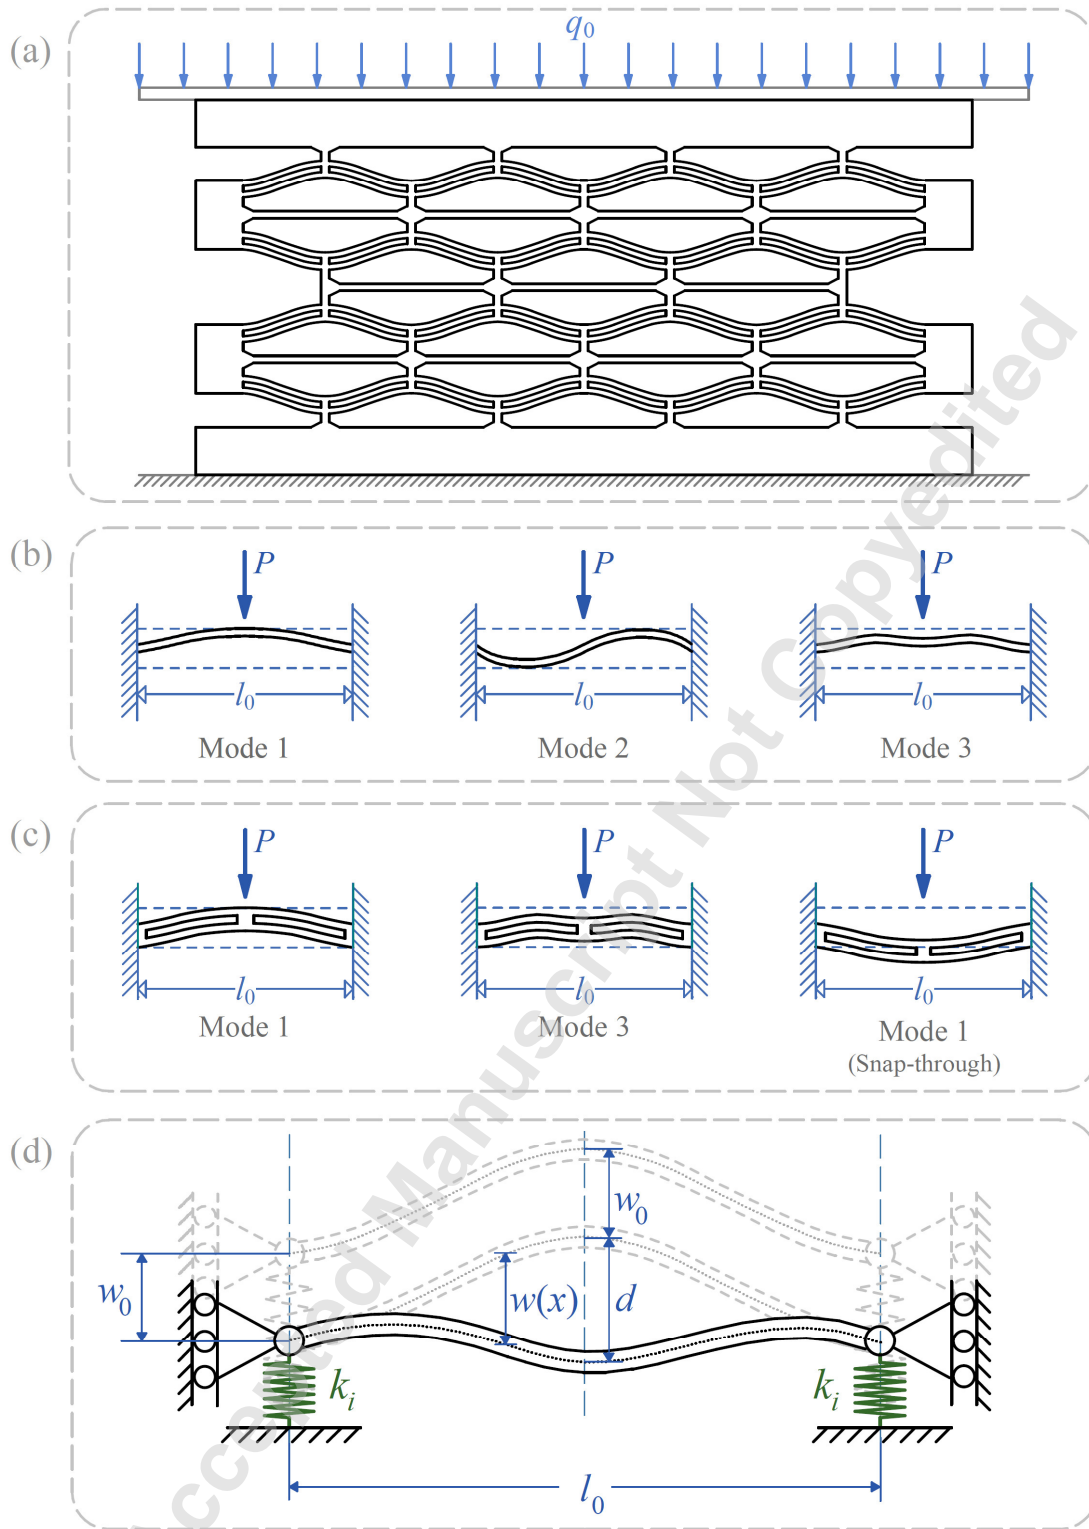 (a)
q0
(b)
P P P
l0 l0 l0
Mode 1 Mode 2 Mode 3
(c)
P P P
l0 l0 l0
Mode 1 Mode 3 Mode 1
(Snap-through)
(d)
w0
w0 w(x) d
ki ki
l0
ccepted Manuscript Not Copyedited